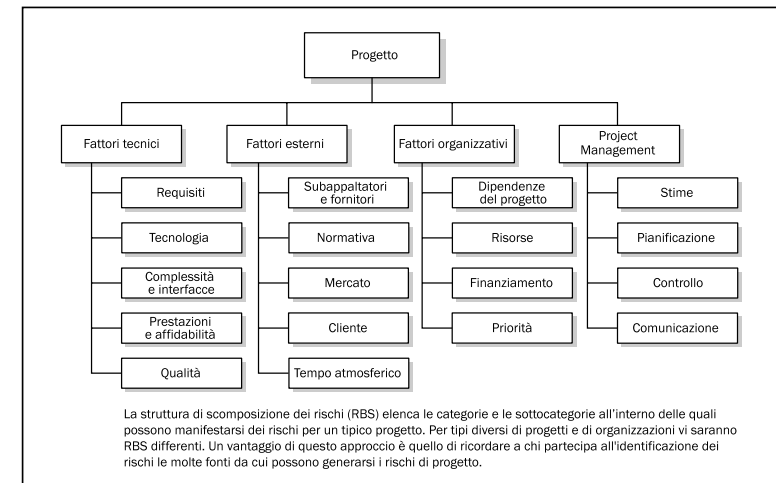 Progetto
Fattori tecnici
Requisiti
Tecnologia
Complessità
e interfacce
Prestazioni
e affidabilità
Qualità
Fattori esterni
Subappaltatori
e fornitori
Normativa
Mercato
Cliente
Tempo atmosferico
Fattori organizzativi
Dipendenze
del progetto
Risorse
Finanziamento
Priorità
Project
Management
Stime
Pianificazione
Controllo
Comunicazione
La struttura di scomposizione dei rischi (RBS) elenca le categorie e le sottocategorie all'interno delle quali
possono manifestarsi dei rischi per un tipico progetto. Per tipi diversi di progetti e di organizzazioni vi saranno
RBS differenti. Un vantaggio di questo approccio è quello di ricordare a chi partecipa all'identificazione dei
rischi le molte fonti da cui possono generarsi i rischi di progetto.